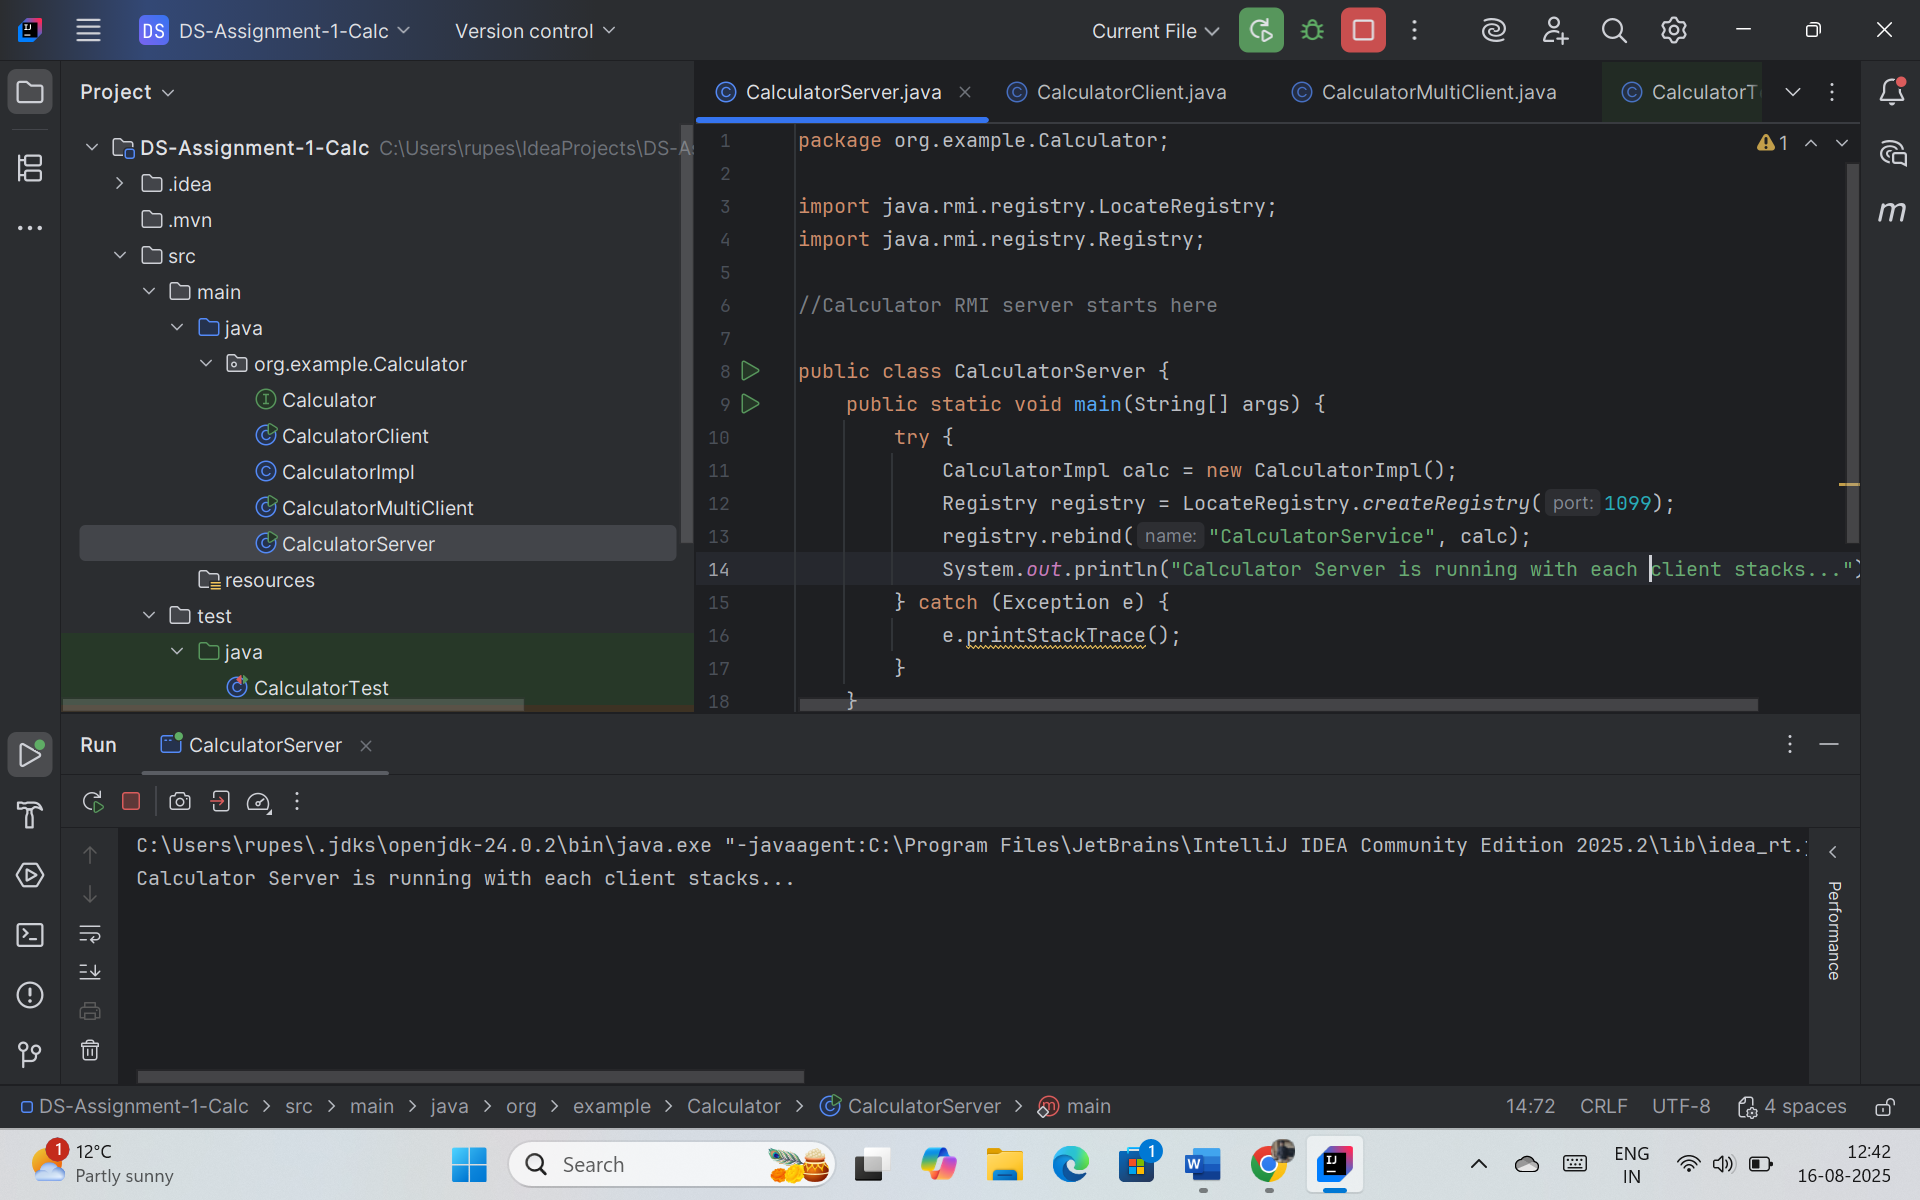 DS DS-Assignment-1-Calc Version control Current File
Project
DS-Assignment-1-Calc C:\Users\rupes\IdeaProjects\DS-As
.idea
.mvn
src
main
java
org.example.Calculator
Calculator
CalculatorClient
CalculatorImpl
CalculatorMultiClient
CalculatorServer
resources
test
java
CalculatorTest
CalculatorServer.java CalculatorClient.java CalculatorMultiClient.java CalculatorT
1 package org.example.Calculator;
2
3 import java.rmi.registry.LocateRegistry;
4 import java.rmi.registry.Registry;
5
6 //Calculator RMI server starts here
7
8 public class CalculatorServer {
9 public static void main(String[] args) {
10 try {
11 CalculatorImpl calc = new CalculatorImpl();
12 Registry registry = LocateRegistry.createRegistry( port: 1099);
13 registry.rebind( name: "CalculatorService", calc);
14 System.out.println("Calculator Server is running with each client stacks...")
15 } catch (Exception e) {
16 e.printStackTrace();
17 }
18 }
1
m
Run CalculatorServer
C:\Users\rupes\.jdks\openjdk-24.0.2\bin\java.exe "-javaagent:C:\Program Files\JetBrains\IntelliJ IDEA Community Edition 2025.2\lib\idea_rt.j
Calculator Server is running with each client stacks...
Performance
DS-Assignment-1-Calc > src > main > java > org > example > Calculator > CalculatorServer > main
14:72 CRLF UTF-8 4 spaces
1 12°C
Partly sunny
Search
1
ENG
IN
12:42
16-08-2025